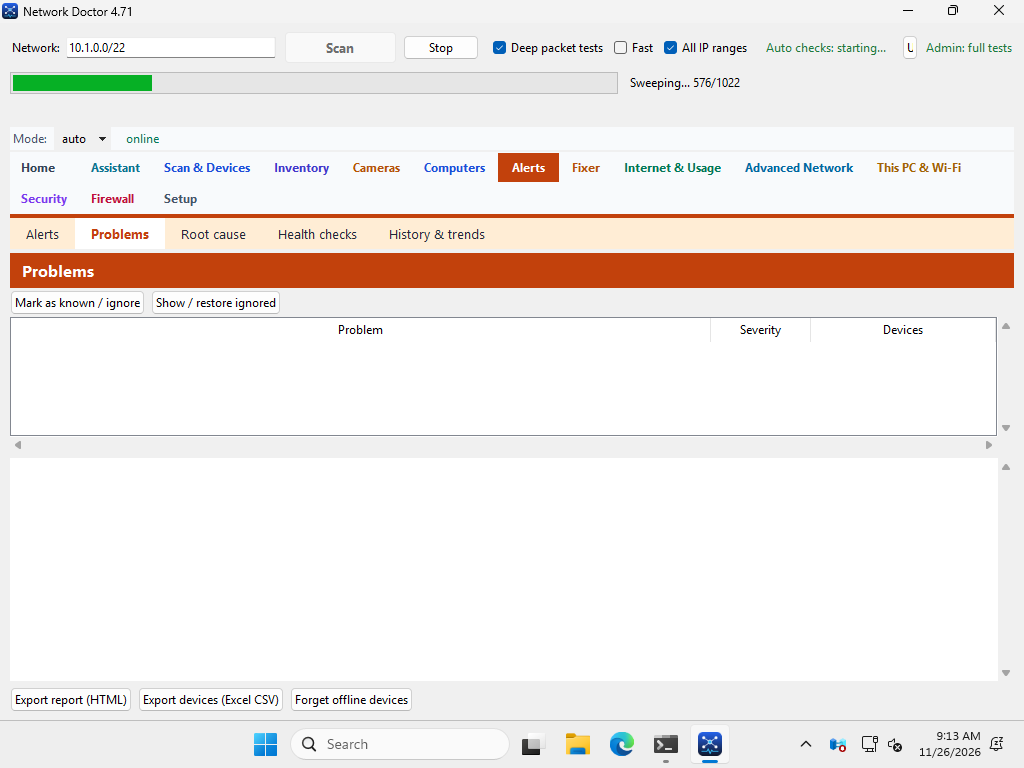 Network Doctor 4.71
Network: 10.1.0.0/22 Scan Stop Deep packet tests Fast All IP ranges Auto checks: starting... Admin: full tests
Sweeping... 576/1022
Mode: auto online
Home Assistant Scan & Devices Inventory Cameras Computers Alerts Fixer Internet & Usage Advanced Network This PC & Wi-Fi
Security Firewall Setup
Alerts Problems Root cause Health checks History & trends
Problems
Mark as known / ignore Show / restore ignored
Problem Severity Devices
Export report (HTML) Export devices (Excel CSV) Forget offline devices
Search
9:13 AM
11/26/2026